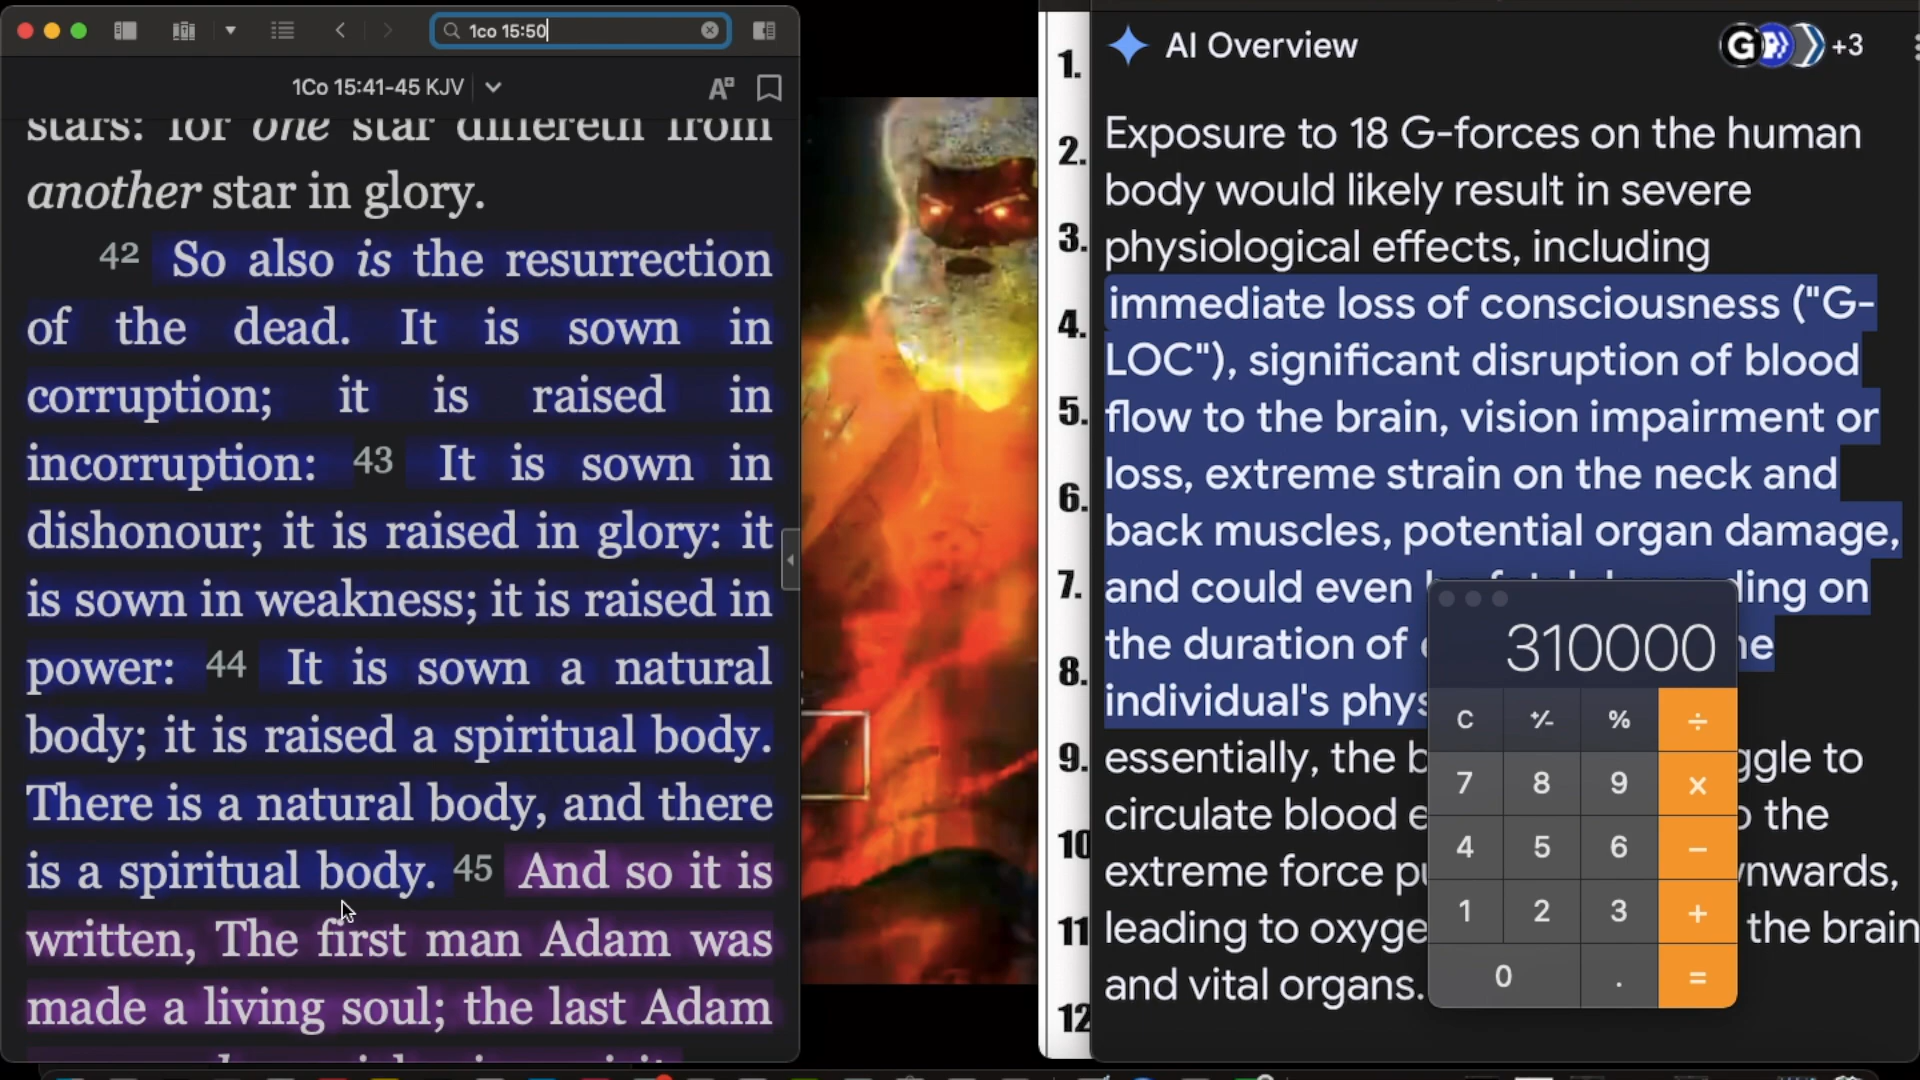 1co 15:50
1Co 15:41-45 KJV
stars: for one star differeth from
another star in glory.
42 So also is the resurrection
of the dead. It is sown in
corruption; it is raised in
incorruption: 43 It is sown in
dishonour; it is raised in glory: it
is sown in weakness; it is raised in
power: 44 It is sown a natural
body; it is raised a spiritual body.
There is a natural body, and there
is a spiritual body. 45 And so it is
written, The first man Adam was
made a living soul; the last Adam
1.
2.
3.
4.
5.
6.
7.
8.
9.
10
11
12
AI Overview
G +3
Exposure to 18 G-forces on the human
body would likely result in severe
physiological effects, including
immediate loss of consciousness ("G-
LOC"), significant disruption of blood
flow to the brain, vision impairment or
loss, extreme strain on the neck and
back muscles, potential organ damage,
and could even on
the duration of
individual's
essentially, the to
circulate blood the
extreme force
leading to the brain
and vital organs.
310000
C +/- % ÷
7 8 9 ×
4 5 6 −
1 2 3 +
0 . =